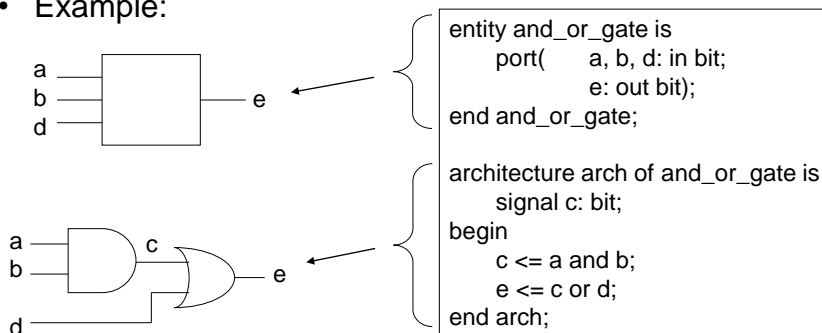 • Example:
a
b
d
e
entity and_or_gate is
port( a, b, d: in bit;
e: out bit);
end and_or_gate;
a
b
d
c
e
architecture arch of and_or_gate is
signal c: bit;
begin
c <= a and b;
e <= c or d;
end arch;